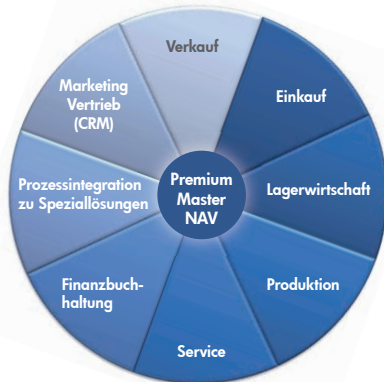 Verkauf
Einkauf
Lagerwirtschaft
Produktion
Service
Finanzbuch-
haltung
Prozessintegration
zu Speziallösungen
Marketing
Vertrieb
(CRM)
Premium
Master
NAV